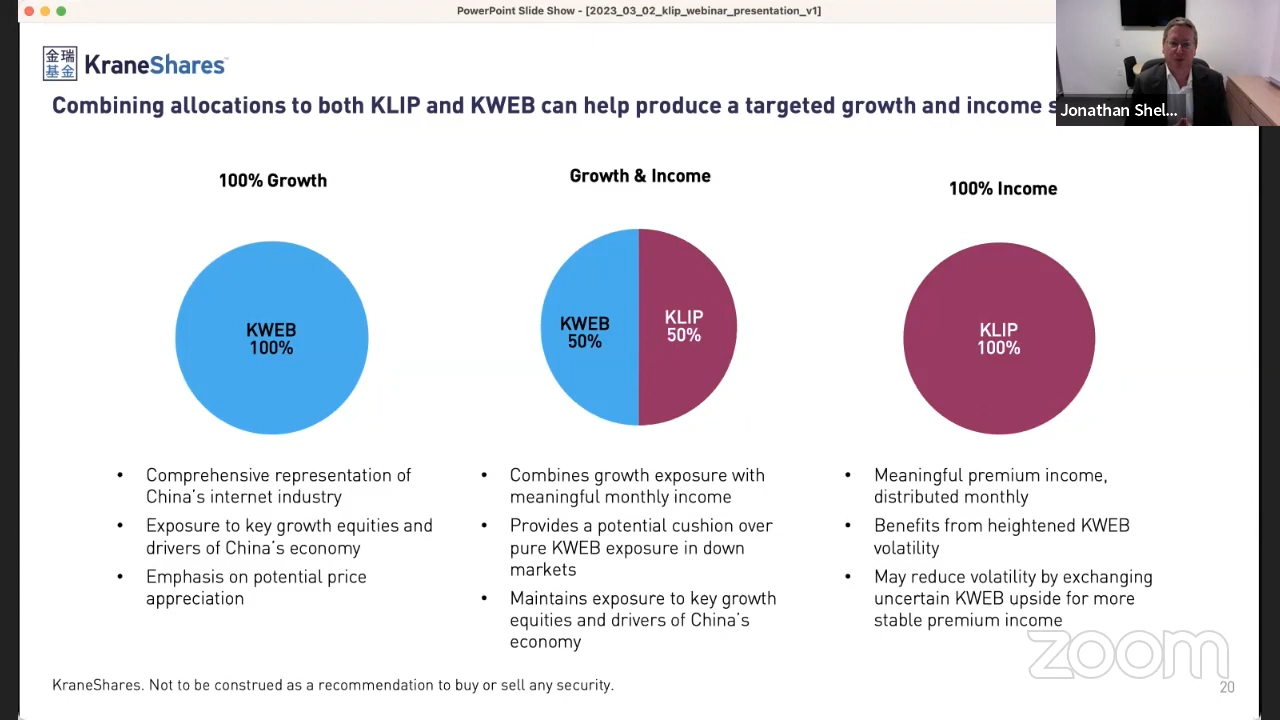 PowerPoint Slide Show - [2023_03_02_klip_webinar_presentation_v1]
金瑞
基金
KraneShares™
Combining allocations to both KLIP and KWEB can help produce a targeted growth and income s
Jonathan Shel...
100% Growth
KWEB
100%
• Comprehensive representation of
China's internet industry
• Exposure to key growth equities and
drivers of China's economy
• Emphasis on potential price
appreciation
Growth & Income
KWEB
50%
KLIP
50%
• Combines growth exposure with
meaningful monthly income
• Provides a potential cushion over
pure KWEB exposure in down
markets
• Maintains exposure to key growth
equities and drivers of China's
economy
100% Income
KLIP
100%
• Meaningful premium income,
distributed monthly
• Benefits from heightened KWEB
volatility
• May reduce volatility by exchanging
uncertain KWEB upside for more
stable premium income
zoom
KraneShares. Not to be construed as a recommendation to buy or sell any security.
20